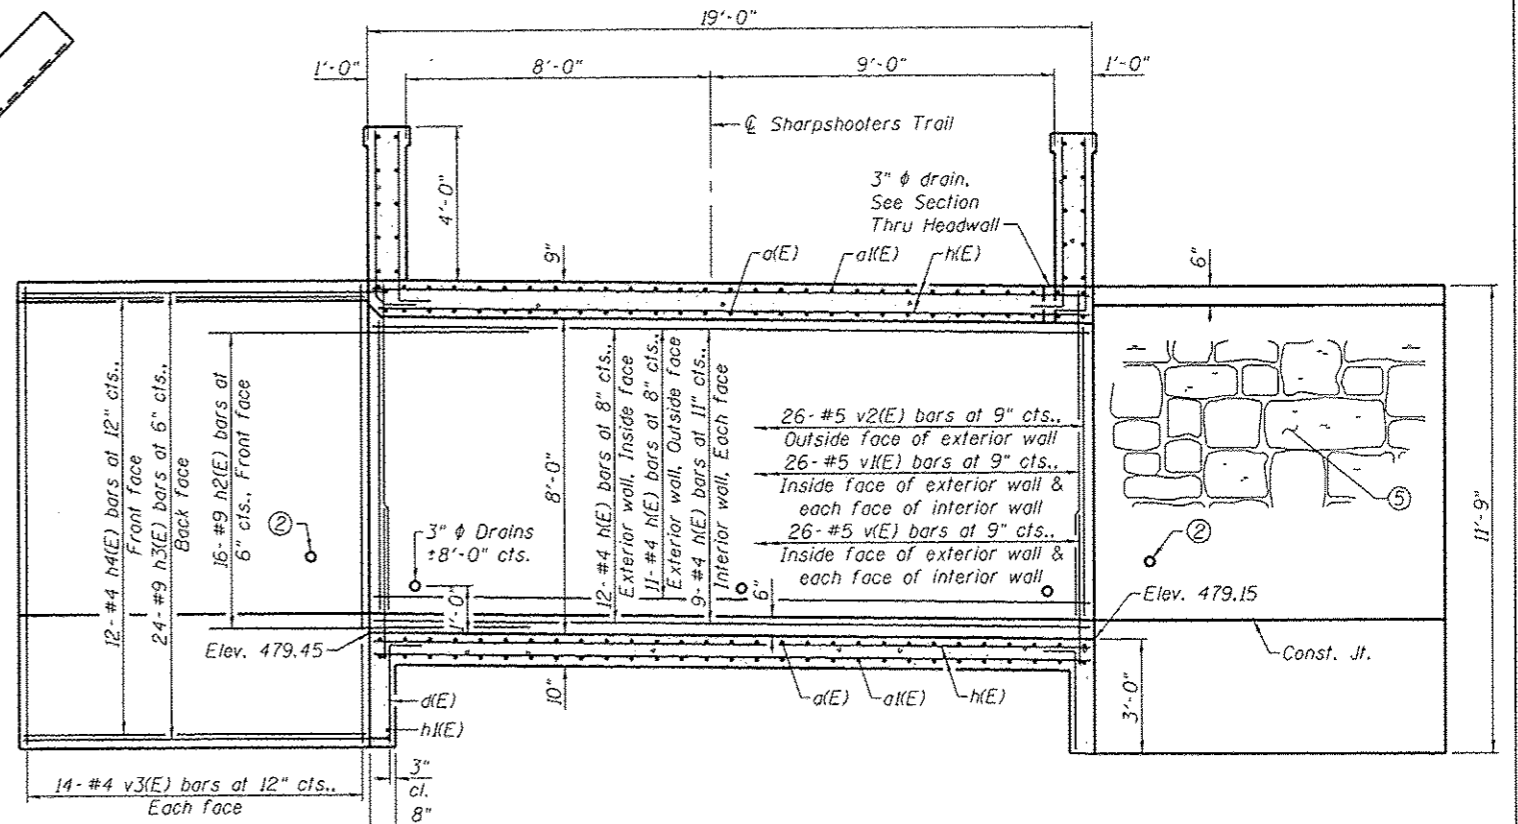 19'-0"
1'-0"
8'-0"
9'-0"
1'-0"
℄ Sharpshooters Trail
4'-0"
3" ϕ drain,
See Section
Thru Headwall
9"
a(E)
a1(E)
h(E)
6"
12-#4 h4(E) bars at 12" cts.,
Front face
24-#9 h3(E) bars at 6" cts.,
Back face
16-#9 h2(E) bars at
6" cts., Front face
2
3" ϕ Drains
±8'-0" cts.
1'-0"
8'-0"
12-#4 h(E) bars at 8" cts.,
Exterior wall, Inside face
11-#4 h(E) bars at 8" cts.,
Exterior wall, Outside face
9-#4 h(E) bars at 11" cts.,
Interior wall, Each face
6"
26-#5 v2(E) bars at 9" cts.,
Outside face of exterior wall
26-#5 v1(E) bars at 9" cts.,
Inside face of exterior wall &
each face of interior wall
26-#5 v(E) bars at 9" cts.,
Inside face of exterior wall &
each face of interior wall
5
2
11'-9"
Elev. 479.15
Elev. 479.45
Const. Jt.
10"
a(E)
a1(E)
h(E)
3'-0"
d(E)
h1(E)
14-#4 v3(E) bars at 12" cts.,
Each face
3"
cl.
8"